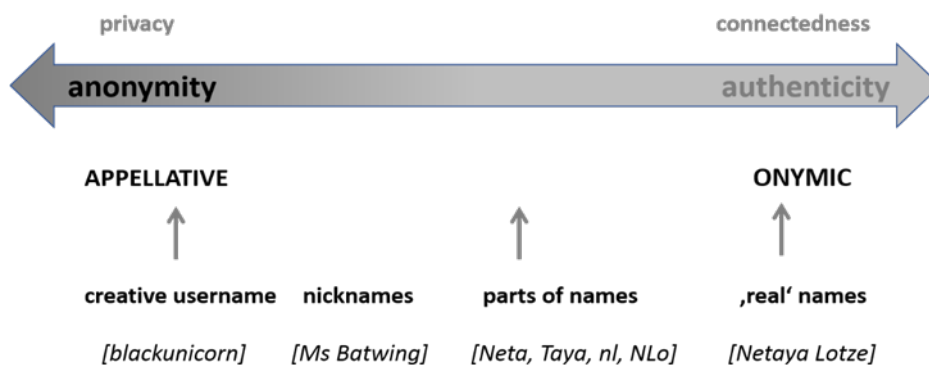 privacy connectedness
anonymity authenticity
APPELLATIVE ONYMIC
creative username nicknames parts of names ‚real‘ names
[blackunicorn] [Ms Batwing] [Neta, Taya, nl, NLo] [Netaya Lotze]